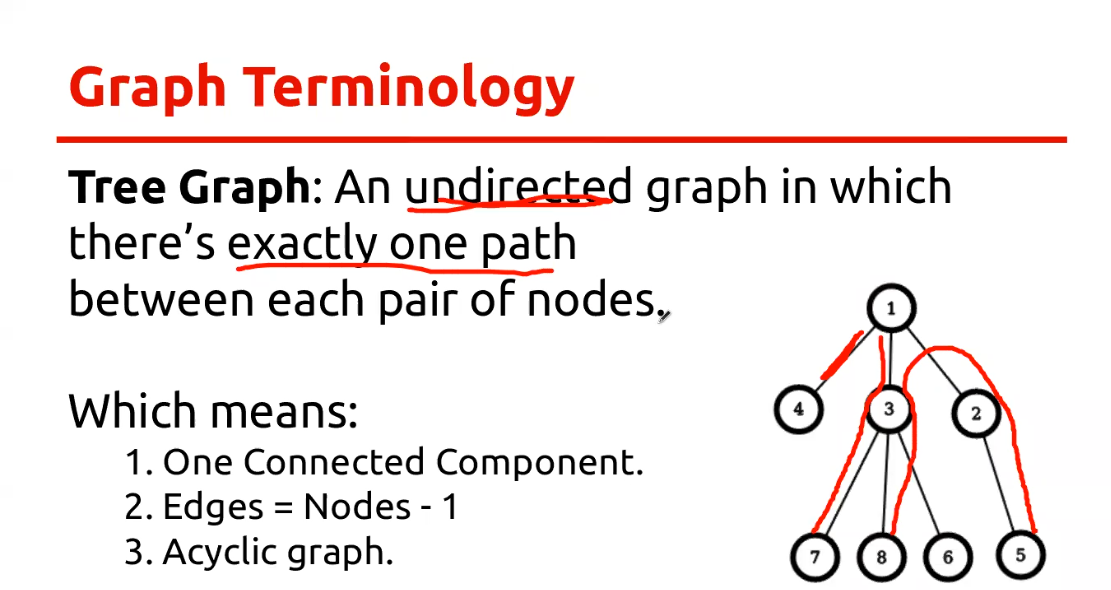 Graph Terminology
Tree Graph: An undirected graph in which
there's exactly one path
between each pair of nodes.
Which means:
1. One Connected Component.
2. Edges = Nodes - 1
3. Acyclic graph.
1
4 3 2
7 8 6 5